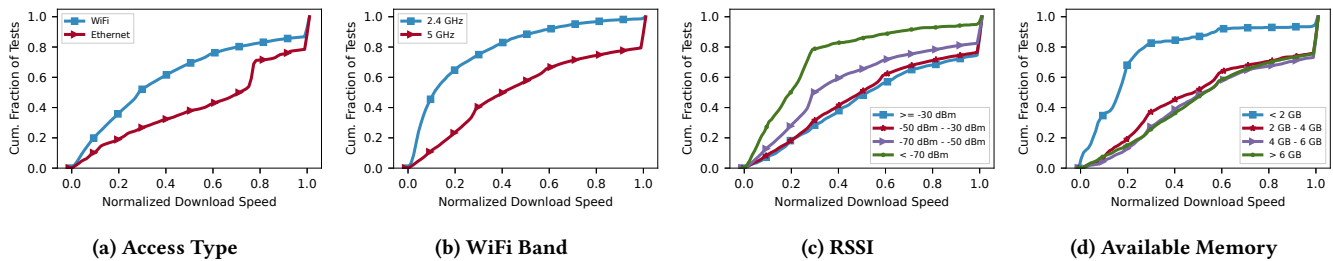 Cum. Fraction of Tests
1.0
0.8
0.6
0.4
0.2
0.0
WiFi
Ethernet
0.0 0.2 0.4 0.6 0.8 1.0
Normalized Download Speed
(a) Access Type
Cum. Fraction of Tests
1.0
0.8
0.6
0.4
0.2
0.0
2.4 GHz
5 GHz
0.0 0.2 0.4 0.6 0.8 1.0
Normalized Download Speed
(b) WiFi Band
Cum. Fraction of Tests
1.0
0.8
0.6
0.4
0.2
0.0
>= -30 dBm
-50 dBm - -30 dBm
-70 dBm - -50 dBm
< -70 dBm
0.0 0.2 0.4 0.6 0.8 1.0
Normalized Download Speed
(c) RSSI
Cum. Fraction of Tests
1.0
0.8
0.6
0.4
0.2
0.0
< 2 GB
2 GB - 4 GB
4 GB - 6 GB
> 6 GB
0.0 0.2 0.4 0.6 0.8 1.0
Normalized Download Speed
(d) Available Memory